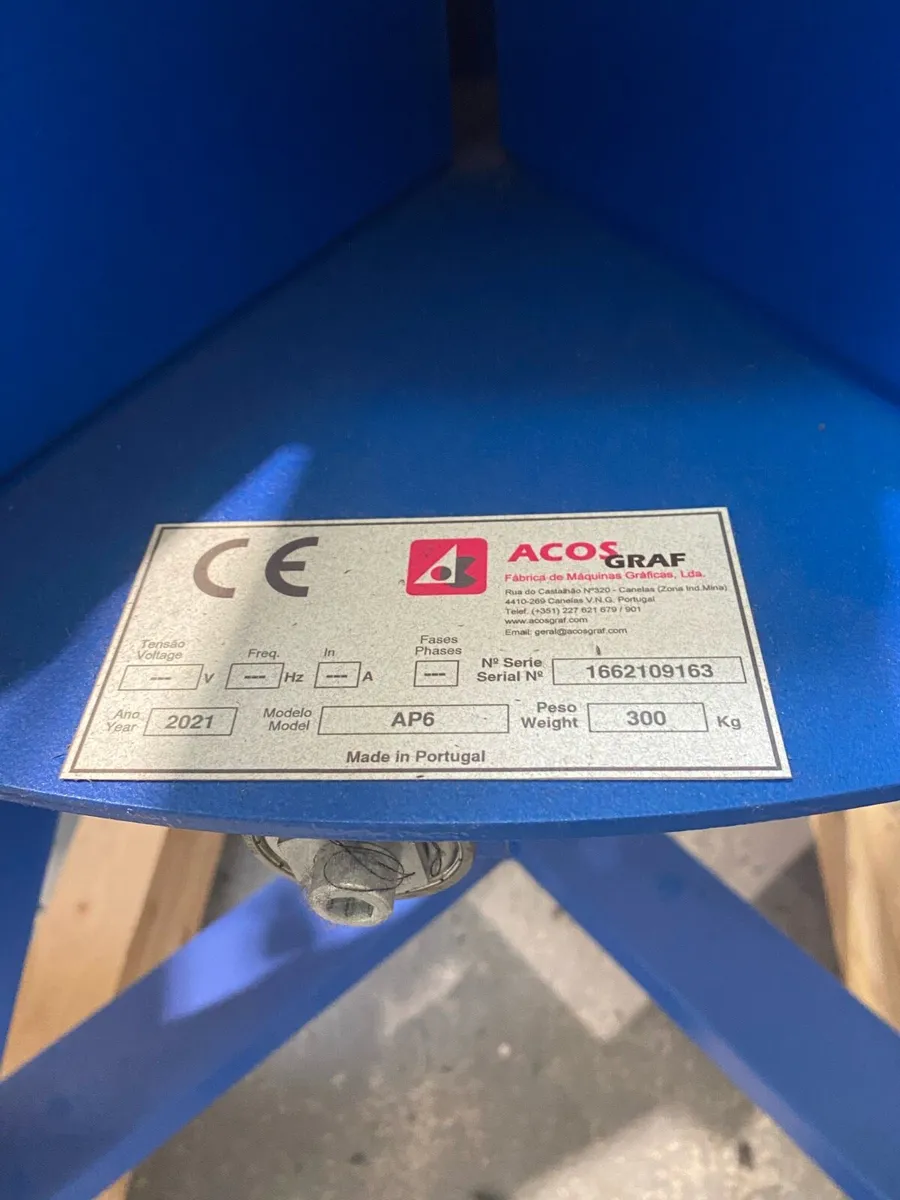 CE
ACOS
GRAF
Fábrica de Máquinas Gráficas, Lda.
Rua do Castalhão Nº320 - Canelas (Zona Ind.Mina)
4410-269 Canelas V.N.G. Portugal
Telef. (+351) 227 621 679 / 901
www.acosgraf.com
Email: geral@acosgraf.com
Tensão
Voltage
--- V
Freq.
--- Hz
In
--- A
Fases
Phases
---
Nº Serie
Serial Nº
1662109163
Ano
Year
2021
Modelo
Model
AP6
Peso
Weight
300 Kg
Made in Portugal